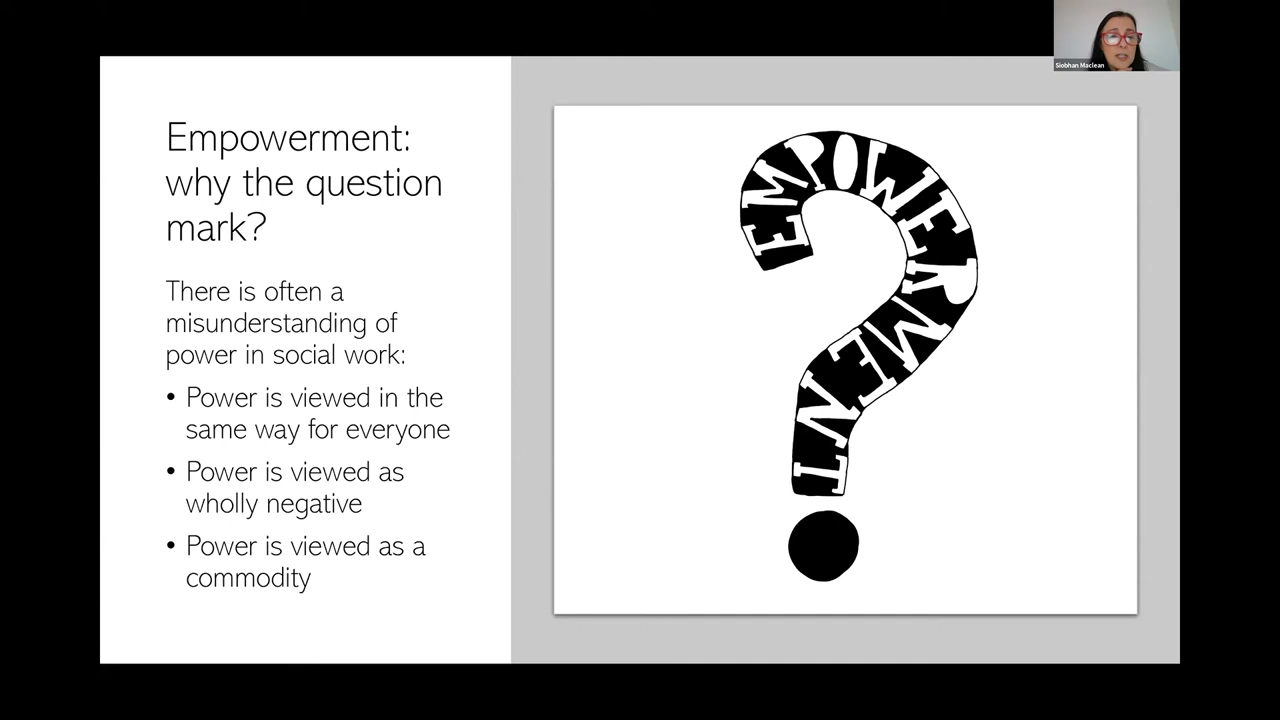 Siobhan Maclean
Empowerment:
why the question
mark?
There is often a
misunderstanding of
power in social work:
• Power is viewed in the
same way for everyone
• Power is viewed as
wholly negative
• Power is viewed as a
commodity
EMPOWERMENT